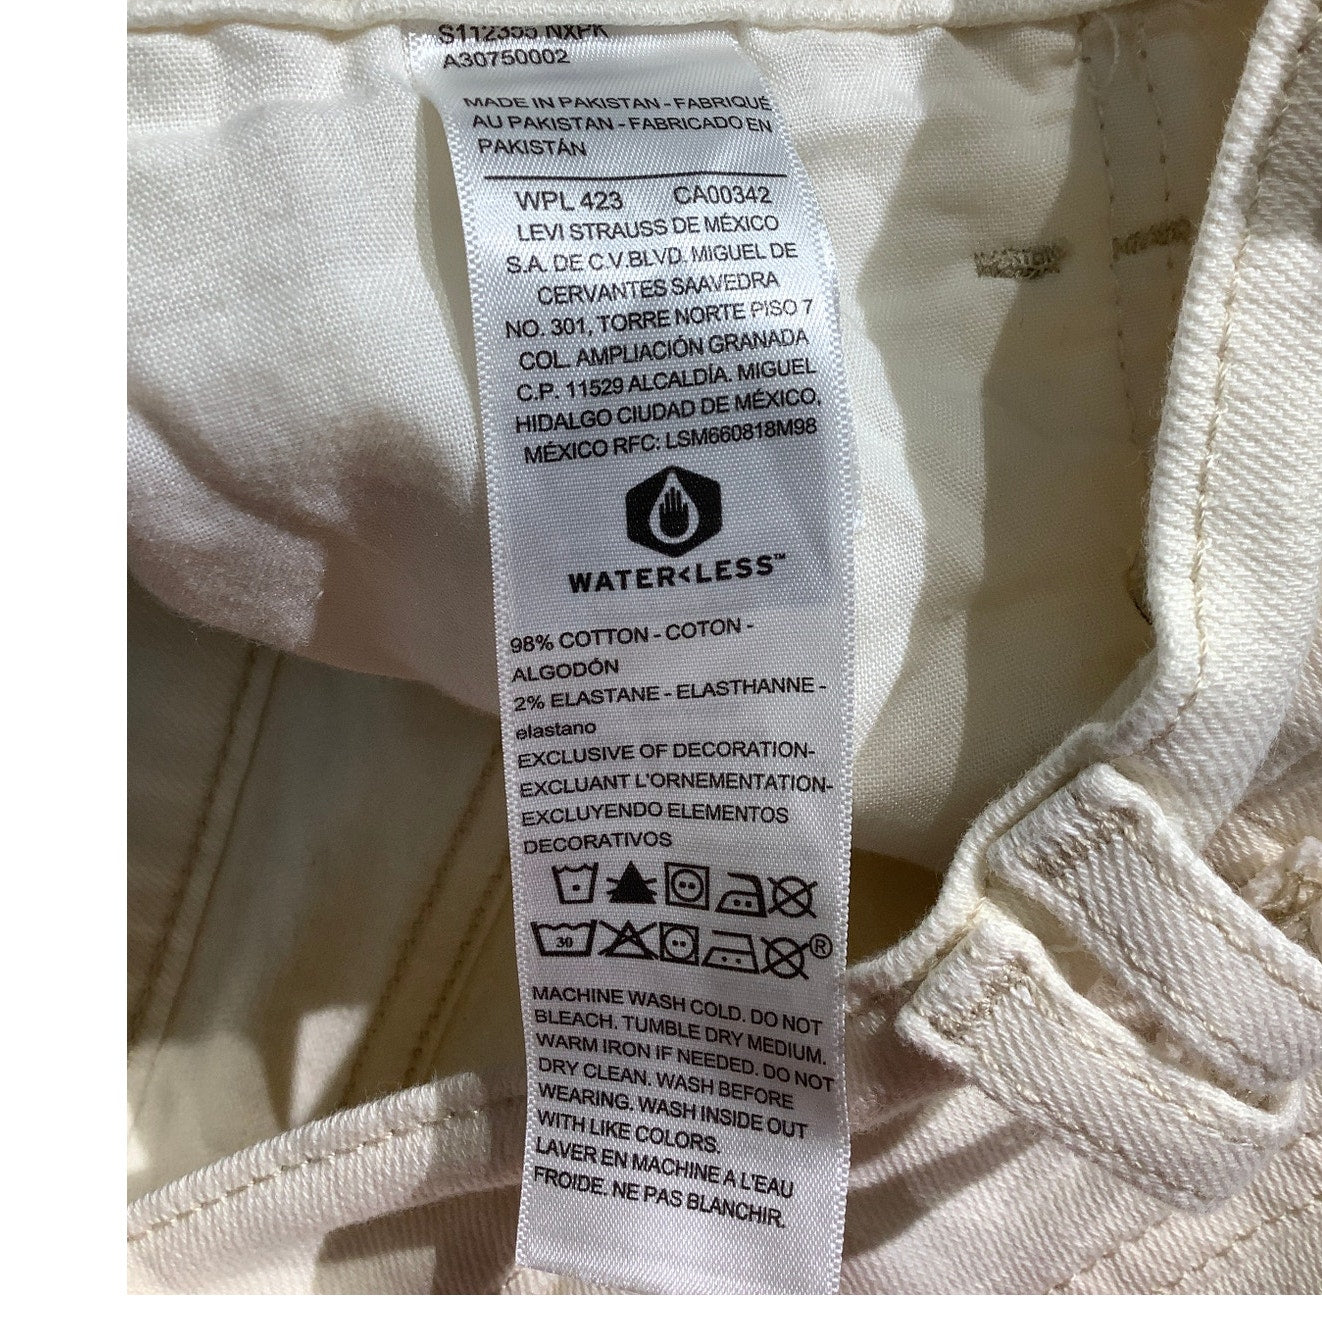 S112355 NXPK
A30750002
MADE IN PAKISTAN - FABRIQUÉ
AU PAKISTAN - FABRICADO EN
PAKISTÁN
WPL 423 CA00342
LEVI STRAUSS DE MÉXICO
S.A. DE C.V.BLVD. MIGUEL DE
CERVANTES SAAVEDRA
NO. 301, TORRE NORTE PISO 7
COL. AMPLIACIÓN GRANADA
C.P. 11529 ALCALDÍA. MIGUEL
HIDALGO CIUDAD DE MÉXICO,
MÉXICO RFC: LSM660818M98
WATER<LESS™
98% COTTON - COTON -
ALGODÓN
2% ELASTANE - ELASTHANNE -
elastano
EXCLUSIVE OF DECORATION-
EXCLUANT L'ORNEMENTATION-
EXCLUYENDO ELEMENTOS
DECORATIVOS
30 ®
MACHINE WASH COLD. DO NOT
BLEACH. TUMBLE DRY MEDIUM.
WARM IRON IF NEEDED. DO NOT
DRY CLEAN. WASH BEFORE
WEARING. WASH INSIDE OUT
WITH LIKE COLORS.
LAVER EN MACHINE A L'EAU
FROIDE. NE PAS BLANCHIR.